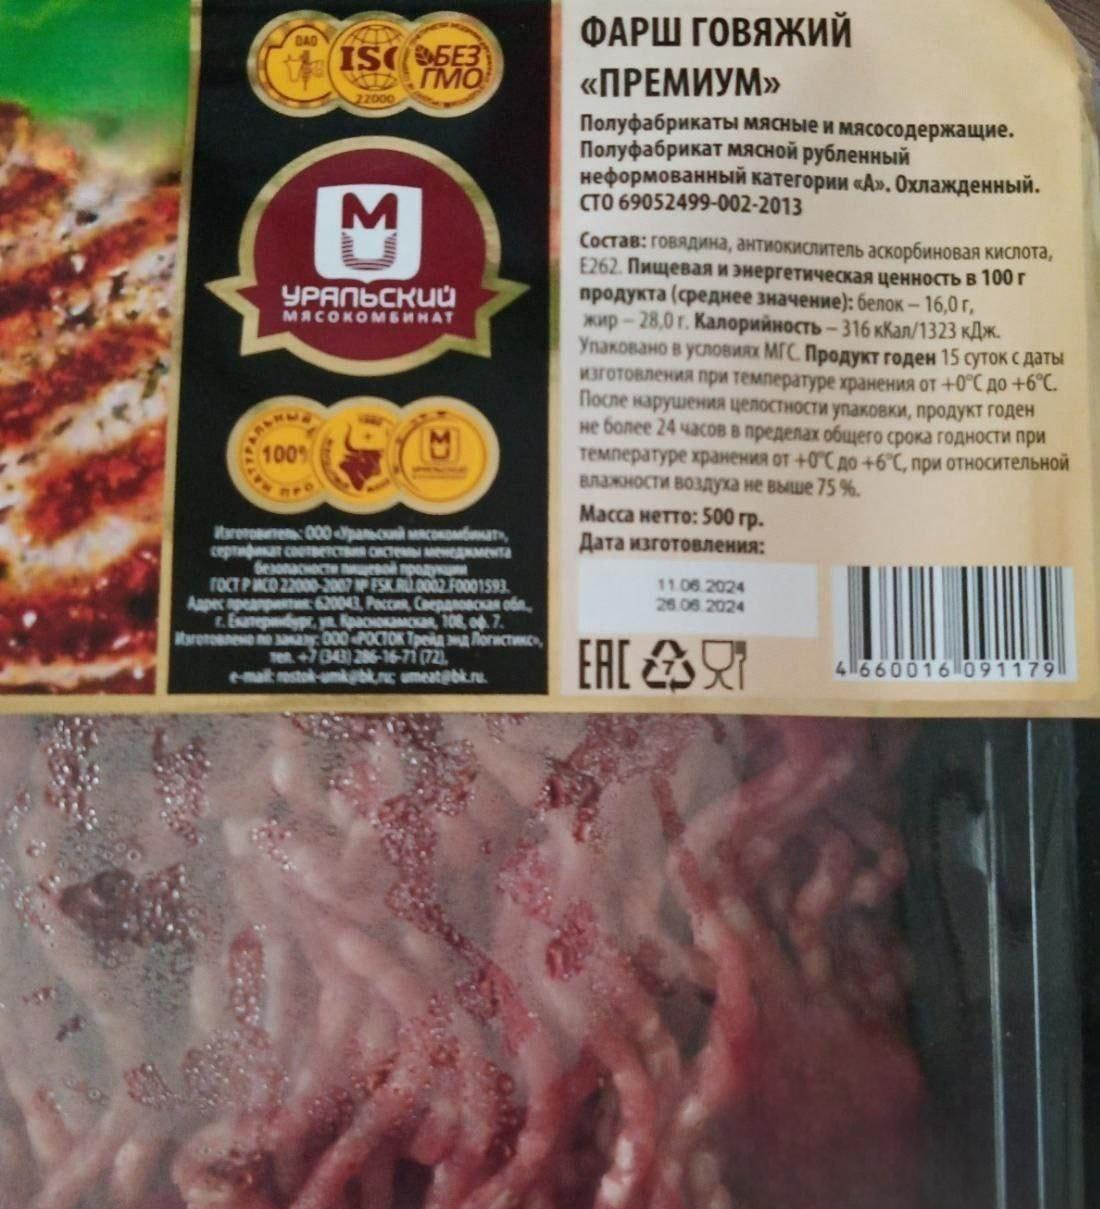 ОАО
ISO
22000
БЕЗ
ГМО
М
УРАЛЬСКИЙ
МЯСОКОМБИНАТ
НАТУРАЛЬНЫЙ
100%
УРАЛЬСКИЙ
Изготовитель: ООО «Уральский мясокомбинат»,
сертификат соответствия системы менеджмента
безопасности пищевой продукции
ГОСТ Р ИСО 22000-2007 № FSK.RU.0002.F0001593.
Адрес предприятия: 620043, Россия, Свердловская обл.,
г. Екатеринбург, ул. Краснокамская, 108, оф. 7.
Изготовлено по заказу: ООО «РОСТОК Трейд энд Логистик»,
тел. +7 (343) 286-16-71 (72),
e-mail: rostok-umk@bk.ru; umeat@bk.ru.
ФАРШ ГОВЯЖИЙ
«ПРЕМИУМ»
Полуфабрикаты мясные и мясосодержащие.
Полуфабрикат мясной рубленный
неформованный категории «А». Охлажденный.
СТО 69052499-002-2013
Состав: говядина, антиокислитель аскорбиновая кислота,
Е262. Пищевая и энергетическая ценность в 100 г
продукта (среднее значение): белок – 16,0 г,
жир – 28,0 г. Калорийность – 316 кКал/1323 кДж.
Упаковано в условиях МГС. Продукт годен 15 суток с даты
изготовления при температуре хранения от +0°С до +6°С.
После нарушения целостности упаковки, продукт годен
не более 24 часов в пределах общего срока годности при
температуре хранения от +0°С до +6°С, при относительной
влажности воздуха не выше 75 %.
Масса нетто: 500 гр.
Дата изготовления:
11.06.2024
26.06.2024
ЕАС
7
4 660016 091179